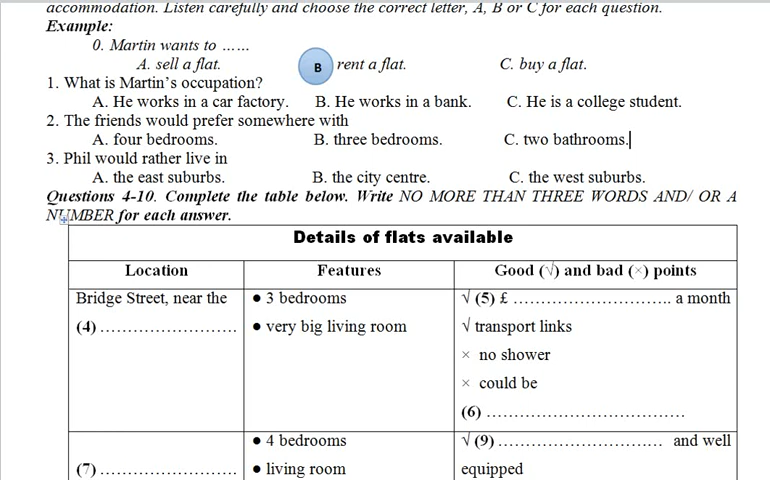 accommodation. Listen carefully and choose the correct letter, A, B or C for each question.
Example:
0. Martin wants to ......
A. sell a flat. B rent a flat. C. buy a flat.
1. What is Martin's occupation?
A. He works in a car factory. B. He works in a bank. C. He is a college student.
2. The friends would prefer somewhere with
A. four bedrooms. B. three bedrooms. C. two bathrooms.
3. Phil would rather live in
A. the east suburbs. B. the city centre. C. the west suburbs.
Questions 4-10. Complete the table below. Write NO MORE THAN THREE WORDS AND/ OR A
NUMBER for each answer.
Details of flats available
Location Features Good (√) and bad (×) points
Bridge Street, near the ● 3 bedrooms √ (5) £ ................................ a month
(4) ............................ ● very big living room √ transport links
× no shower
× could be
(6) ........................................
● 4 bedrooms √ (9) ................................. and well
(7) ............................ ● living room equipped